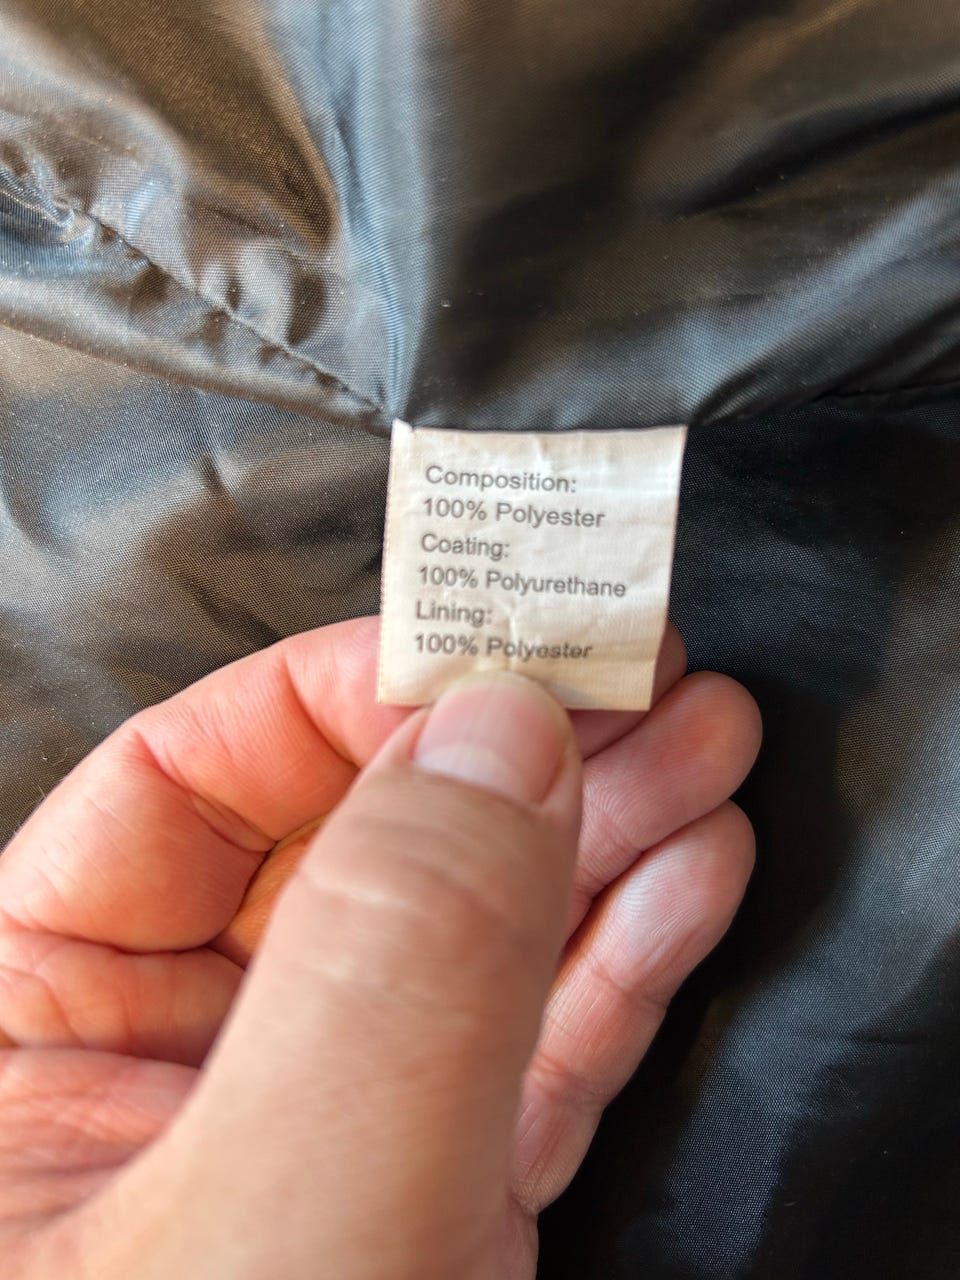 Composition:
100% Polyester
Coating:
100% Polyurethane
Lining:
100% Polyester